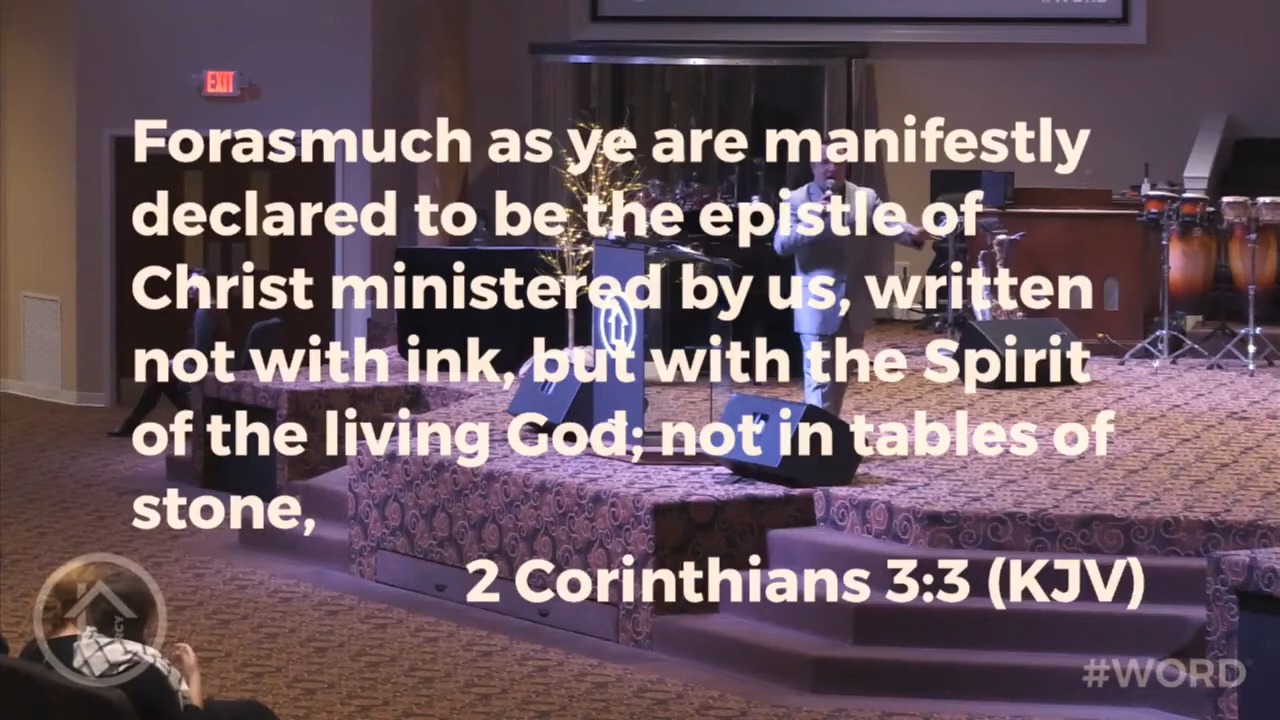 EXIT
Forasmuch as ye are manifestly
declared to be the epistle of
Christ ministered by us, written
not with ink, but with the Spirit
of the living God; not in tables of
stone,
2 Corinthians 3:3 (KJV)
#WORD